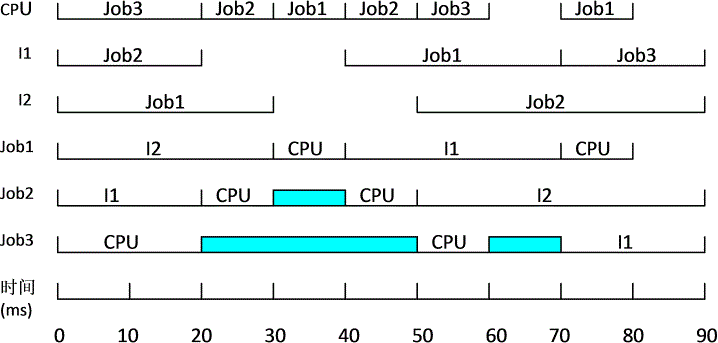 CPU Job3 Job2 Job1 Job2 Job3 Job1
I1 Job2 Job1 Job3
I2 Job1 Job2
Job1 I2 CPU I1 CPU
Job2 I1 CPU CPU I2
Job3 CPU CPU I1
时间
(ms)
0 10 20 30 40 50 60 70 80 90